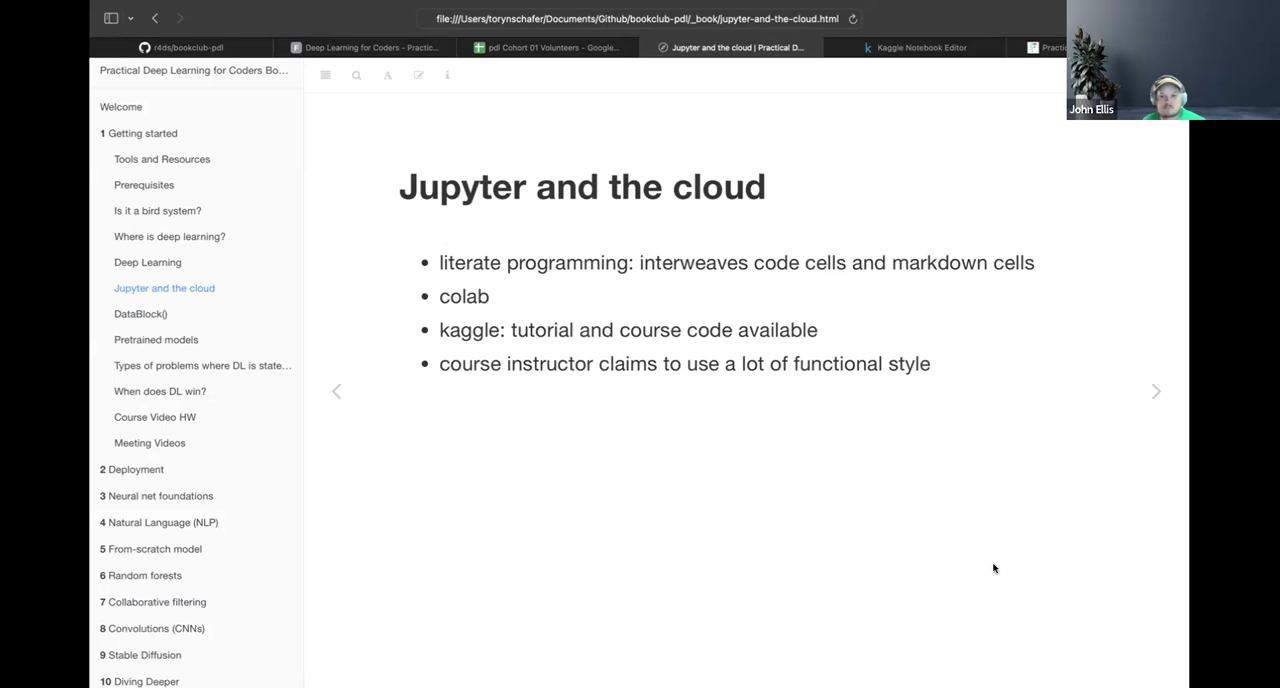 file:///Users/torynschafer/Documents/Github/bookclub-pdl/_book/jupyter-and-the-cloud.html
r4ds/bookclub-pdl
Deep Learning for Coders - Practic...
pdl Cohort 01 Volunteers - Google...
Jupyter and the cloud | Practical D...
Kaggle Notebook Editor
Practic
John Ellis
Practical Deep Learning for Coders Bo...
Welcome
1 Getting started
Tools and Resources
Prerequisites
Is it a bird system?
Where is deep learning?
Deep Learning
Jupyter and the cloud
DataBlock()
Pretrained models
Types of problems where DL is state...
When does DL win?
Course Video HW
Meeting Videos
2 Deployment
3 Neural net foundations
4 Natural Language (NLP)
5 From-scratch model
6 Random forests
7 Collaborative filtering
8 Convolutions (CNNs)
9 Stable Diffusion
10 Diving Deeper
Jupyter and the cloud
• literate programming: interweaves code cells and markdown cells
• colab
• kaggle: tutorial and course code available
• course instructor claims to use a lot of functional style